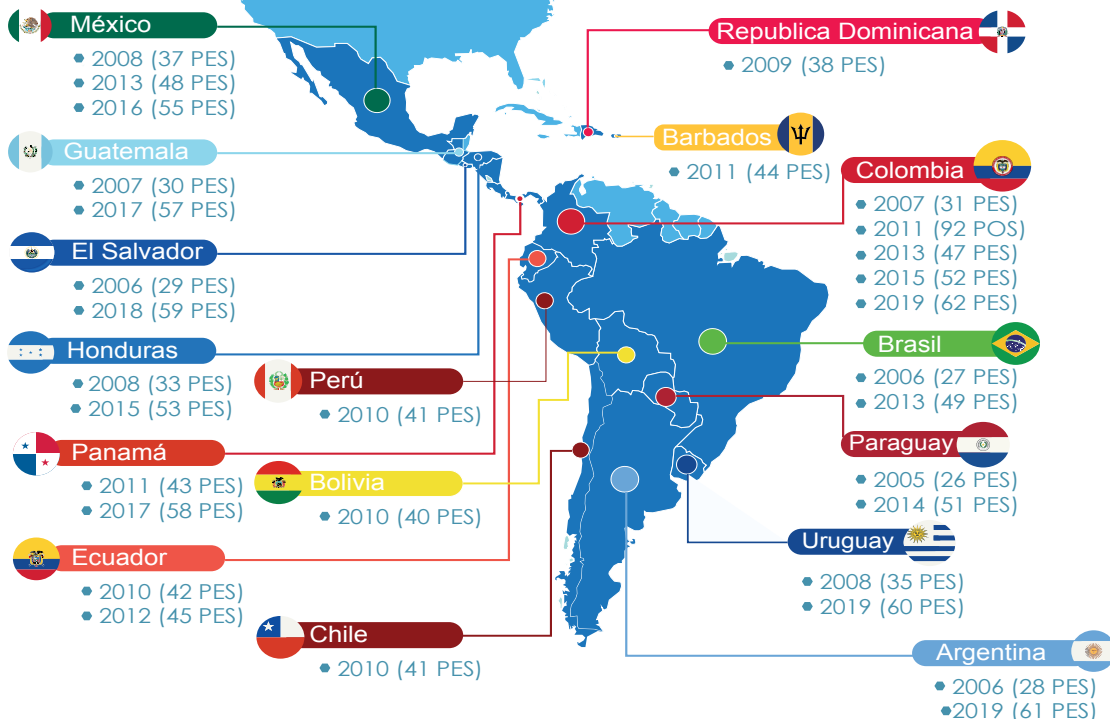 México
2008 (37 PES)
2013 (48 PES)
2016 (55 PES)
Guatemala
2007 (30 PES)
2017 (57 PES)
El Salvador
2006 (29 PES)
2018 (59 PES)
Honduras
2008 (33 PES)
2015 (53 PES)
Panamá
2011 (43 PES)
2017 (58 PES)
Ecuador
2010 (42 PES)
2012 (45 PES)
Perú
2010 (41 PES)
Bolivia
2010 (40 PES)
Chile
2010 (41 PES)
Republica Dominicana
2009 (38 PES)
Barbados
2011 (44 PES)
Colombia
2007 (31 PES)
2011 (92 POS)
2013 (47 PES)
2015 (52 PES)
2019 (62 PES)
Brasil
2006 (27 PES)
2013 (49 PES)
Paraguay
2005 (26 PES)
2014 (51 PES)
Uruguay
2008 (35 PES)
2019 (60 PES)
Argentina
2006 (28 PES)
2019 (61 PES)